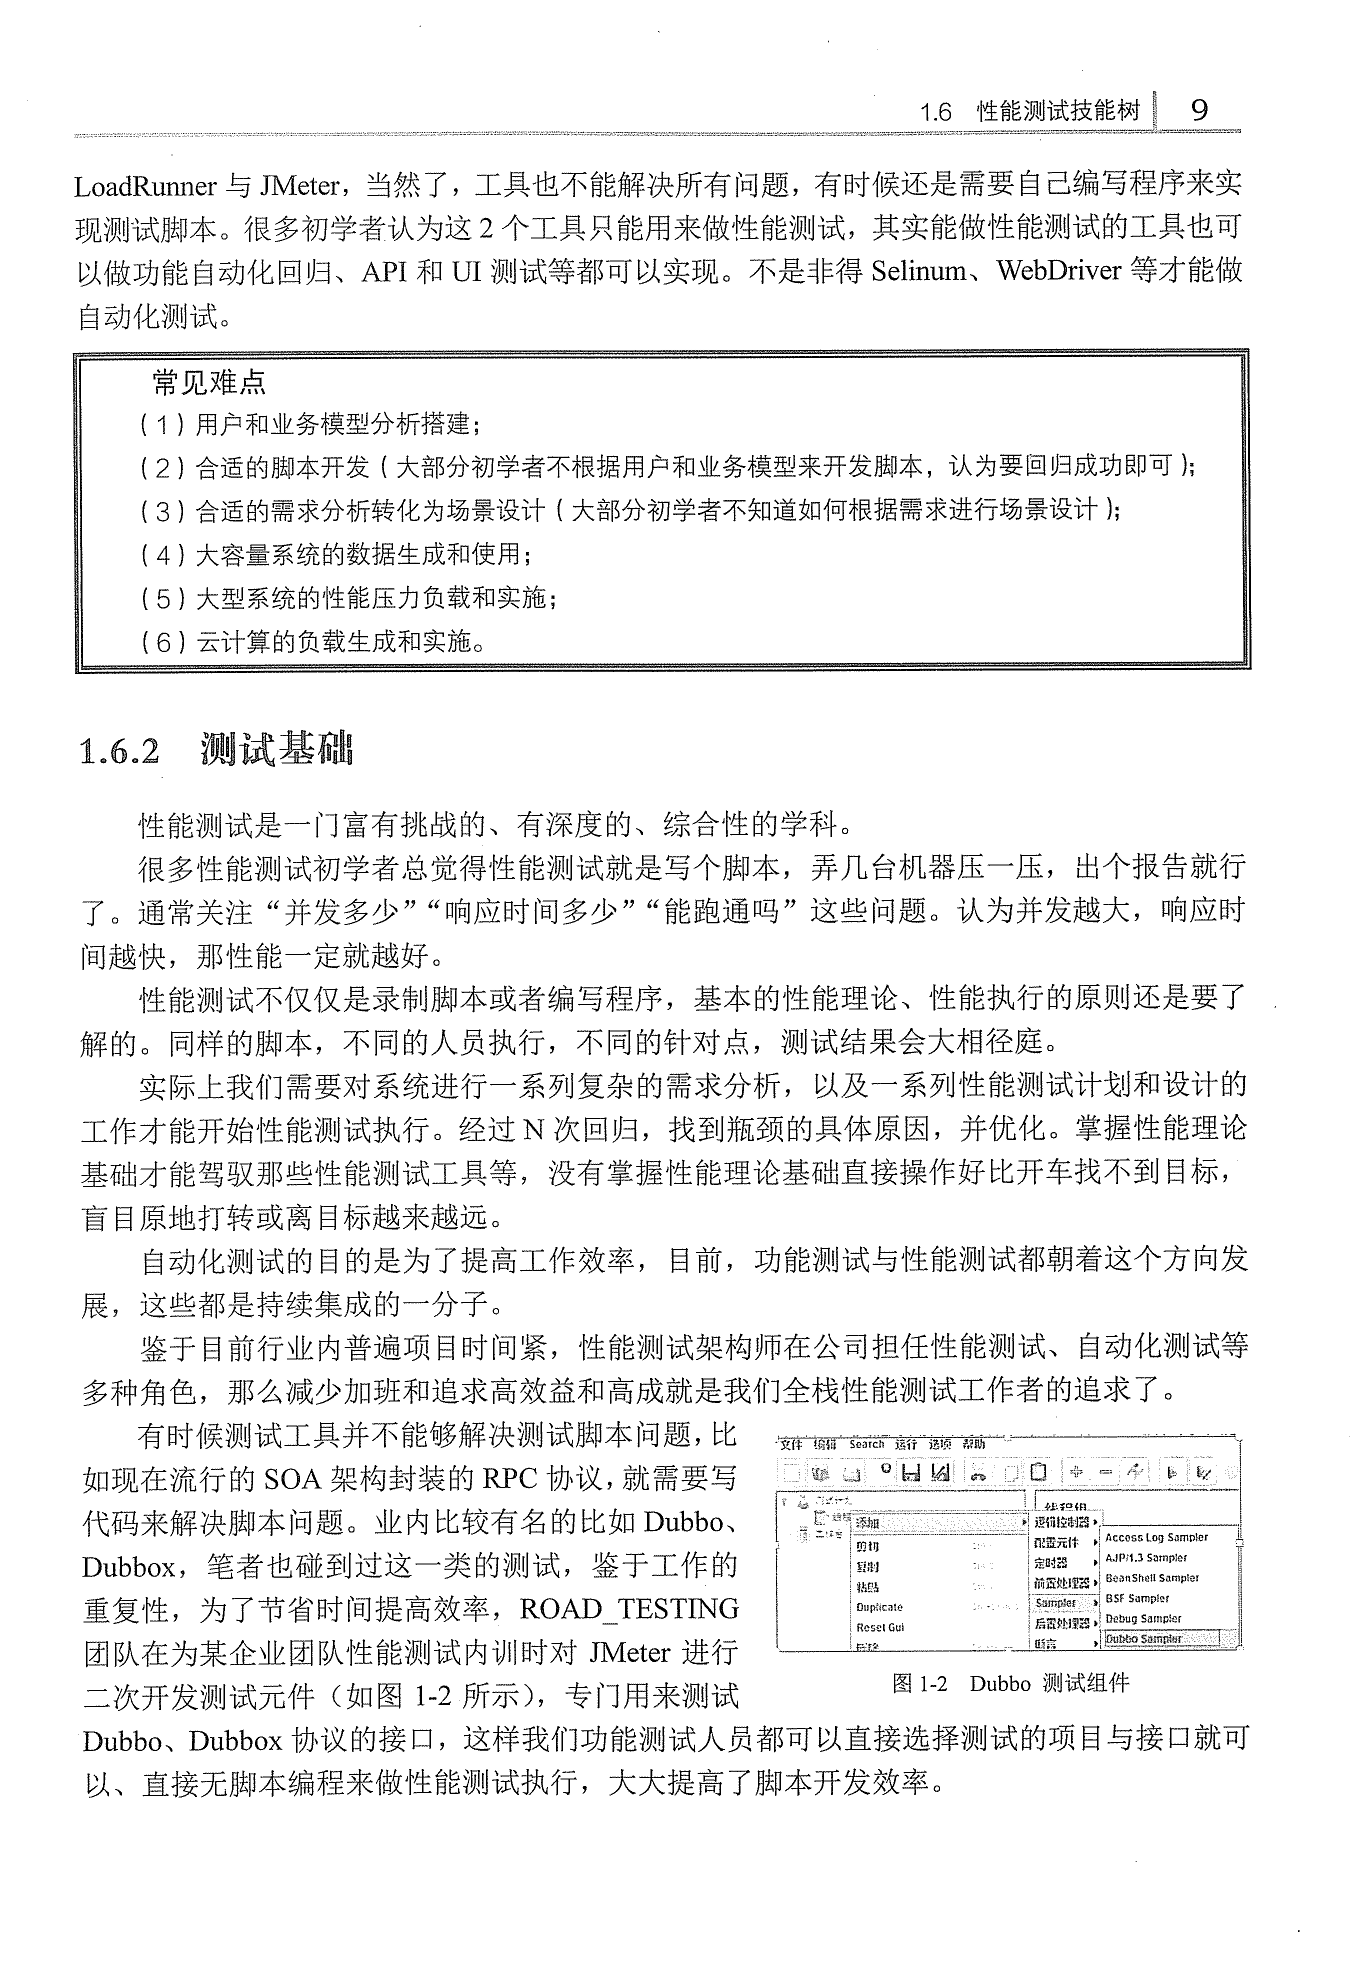 1.6 性能测试技能树 9
LoadRunner 与 JMeter，当然了，工具也不能解决所有问题，有时候还是需要自己编写程序来实
现测试脚本。很多初学者认为这 2 个工具只能用来做性能测试，其实能做性能测试的工具也可
以做功能自动化回归、API 和 UI 测试等都可以实现。不是非得 Selinum、WebDriver 等才能做
自动化测试。
常见难点
（1）用户和业务模型分析搭建；
（2）合适的脚本开发（大部分初学者不根据用户和业务模型来开发脚本，认为要回归成功即可）；
（3）合适的需求分析转化为场景设计（大部分初学者不知道如何根据需求进行场景设计）；
（4）大容量系统的数据生成和使用；
（5）大型系统的性能压力负载和实施；
（6）云计算的负载生成和实施。
1.6.2 测试基础
性能测试是一门富有挑战的、有深度的、综合性的学科。
很多性能测试初学者总觉得性能测试就是写个脚本，弄几台机器压一压，出个报告就行
了。通常关注“并发多少”“响应时间多少”“能跑通吗”这些问题。认为并发越大，响应时
间越快，那性能一定就越好。
性能测试不仅仅是录制脚本或者编写程序，基本的性能理论、性能执行的原则还是要了
解的。同样的脚本，不同的人员执行，不同的针对点，测试结果会大相径庭。
实际上我们需要对系统进行一系列复杂的需求分析，以及一系列性能测试计划和设计的
工作才能开始性能测试执行。经过 N 次回归，找到瓶颈的具体原因，并优化。掌握性能理论
基础才能驾驭那些性能测试工具等，没有掌握性能理论基础直接操作好比开车找不到目标，
盲目原地打转或离目标越来越远。
自动化测试的目的是为了提高工作效率，目前，功能测试与性能测试都朝着这个方向发
展，这些都是持续集成的一分子。
鉴于目前行业内普遍项目时间紧，性能测试架构师在公司担任性能测试、自动化测试等
多种角色，那么减少加班和追求高效益和高成就是我们全栈性能测试工作者的追求了。
有时候测试工具并不能够解决测试脚本问题，比
如现在流行的 SOA 架构封装的 RPC 协议，就需要写
代码来解决脚本问题。业内比较有名的比如 Dubbo、
Dubbox，笔者也碰到过这一类的测试，鉴于工作的
重复性，为了节省时间提高效率，ROAD_TESTING
团队在为某企业团队性能测试内训时对 JMeter 进行
二次开发测试元件（如图 1-2 所示），专门用来测试
Dubbo、Dubbox 协议的接口，这样我们功能测试人员都可以直接选择测试的项目与接口就可
以、直接无脚本编程来做性能测试执行，大大提高了脚本开发效率。
文件 编辑 Search 运行 选项 帮助
添加
剪切
复制
粘贴
Duplicate
Reset Gui
线程组
逻辑控制器
配置元件
定时器
前置处理器
Sampler
后置处理器
断言
Access Log Sampler
AJP/1.3 Sampler
BeanShell Sampler
BSF Sampler
Debug Sampler
Dubbo Sampler
图 1-2 Dubbo 测试组件